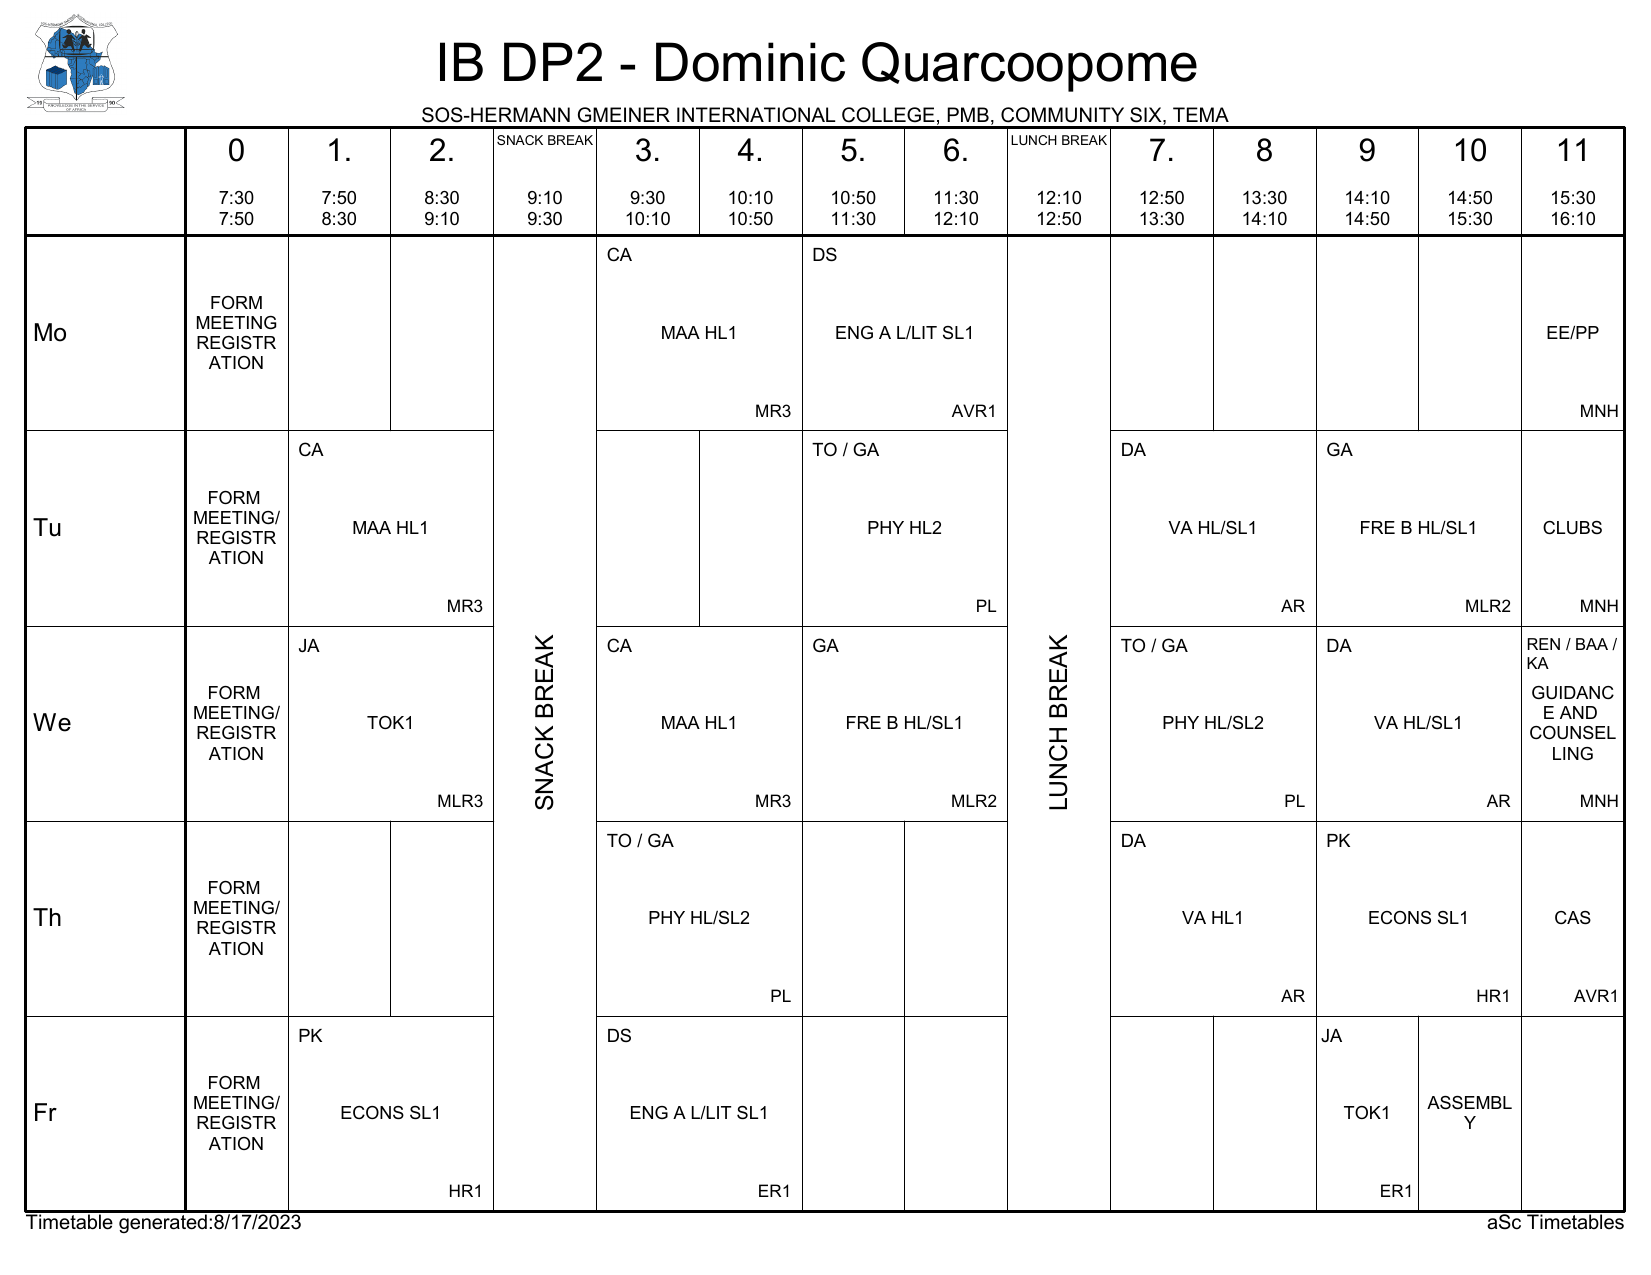 IB DP2 - Dominic Quarcoopome
SOS-HERMANN GMEINER INTERNATIONAL COLLEGE, PMB, COMMUNITY SIX, TEMA
0 1. 2. SNACK BREAK 3. 4. 5. 6. LUNCH BREAK 7. 8 9 10 11
7:30 7:50 8:30 9:10 9:30 10:10 10:50 11:30 12:10 12:50 13:30 14:10 14:50 15:30
7:50 8:30 9:10 9:30 10:10 10:50 11:30 12:10 12:50 13:30 14:10 14:50 15:30 16:10
SNACK BREAK
LUNCH BREAK
Mo
FORM
MEETING
REGISTR
ATION
CA
MAA HL1
MR3
DS
ENG A L/LIT SL1
AVR1
EE/PP
MNH
Tu
FORM
MEETING/
REGISTR
ATION
CA
MAA HL1
MR3
TO / GA
PHY HL2
PL
DA
VA HL/SL1
AR
GA
FRE B HL/SL1
MLR2
CLUBS
MNH
We
FORM
MEETING/
REGISTR
ATION
JA
TOK1
MLR3
CA
MAA HL1
MR3
GA
FRE B HL/SL1
MLR2
TO / GA
PHY HL/SL2
PL
DA
VA HL/SL1
AR
REN / BAA /
KA
GUIDANC
E AND
COUNSEL
LING
MNH
Th
FORM
MEETING/
REGISTR
ATION
TO / GA
PHY HL/SL2
PL
DA
VA HL1
AR
PK
ECONS SL1
HR1
CAS
AVR1
Fr
FORM
MEETING/
REGISTR
ATION
PK
ECONS SL1
HR1
DS
ENG A L/LIT SL1
ER1
JA
TOK1
ER1
ASSEMBL
Y
Timetable generated:8/17/2023
aSc Timetables